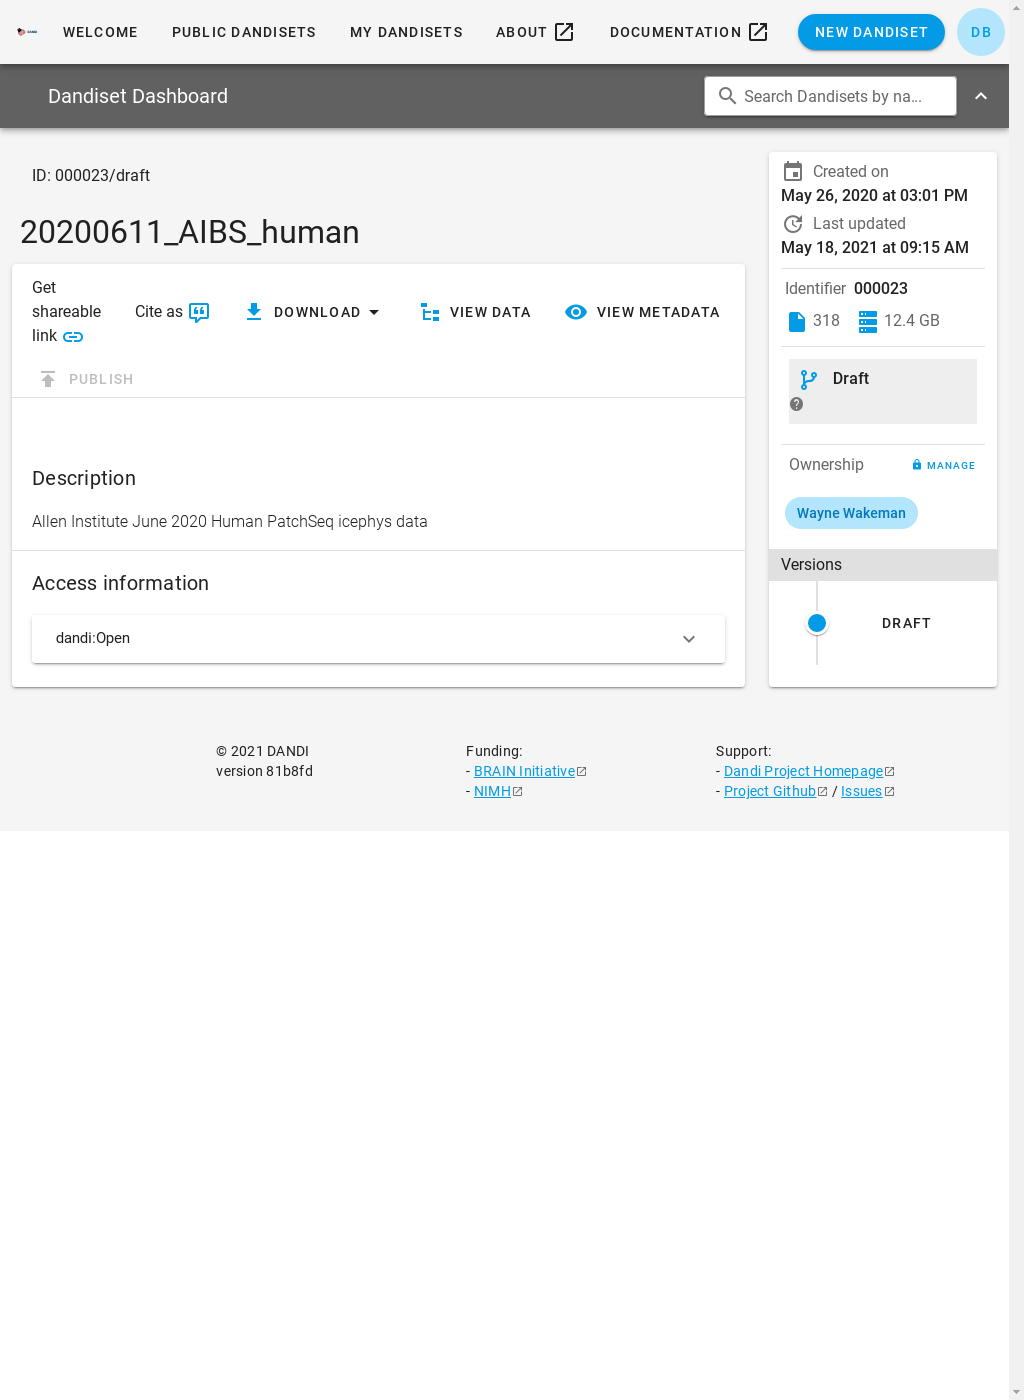 WELCOME
PUBLIC DANDISETS
MY DANDISETS
ABOUT
DOCUMENTATION
NEW DANDISET
DB
Dandiset Dashboard
Search Dandisets by na...
ID: 000023/draft
20200611_AIBS_human
Get
shareable
link
Cite as
DOWNLOAD
VIEW DATA
VIEW METADATA
PUBLISH
Description
Allen Institute June 2020 Human PatchSeq icephys data
Access information
dandi:Open
Created on
May 26, 2020 at 03:01 PM
Last updated
May 18, 2021 at 09:15 AM
Identifier 000023
318
12.4 GB
Draft
Ownership
MANAGE
Wayne Wakeman
Versions
DRAFT
© 2021 DANDI
version 81b8fd
Funding:
- BRAIN Initiative
- NIMH
Support:
- Dandi Project Homepage
- Project Github / Issues